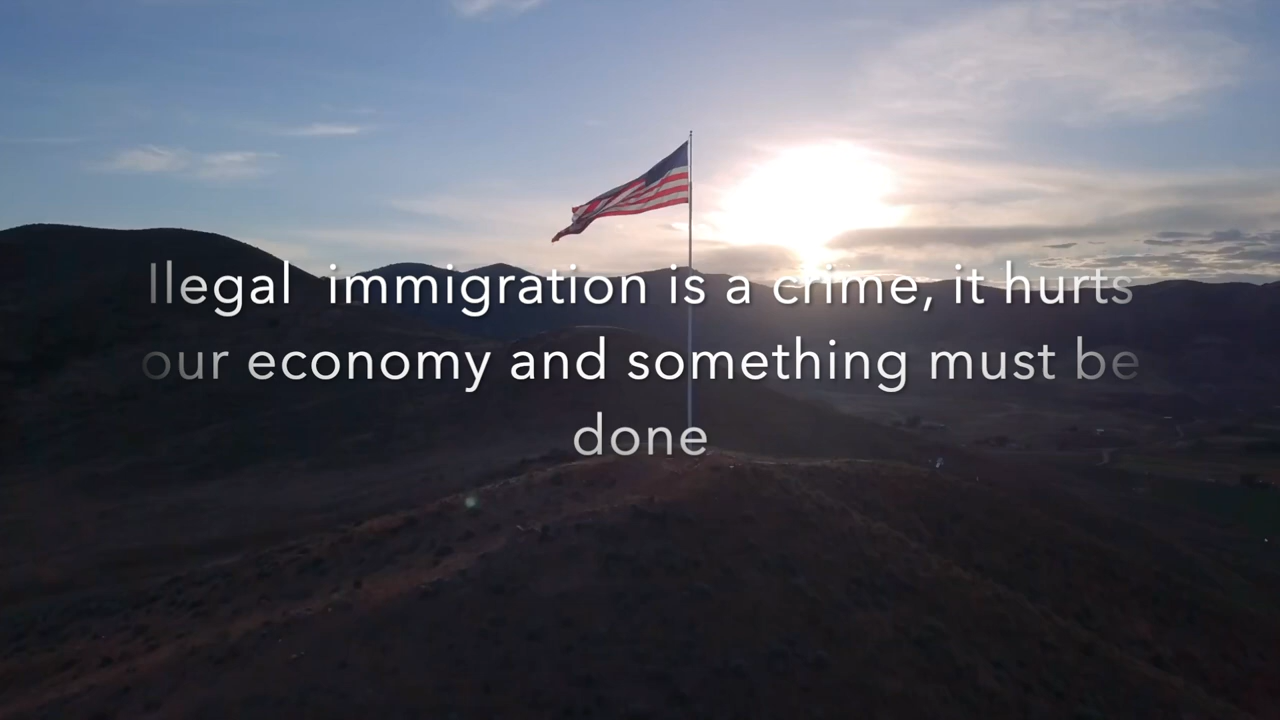 Ilegal  immigration is a crime, it hurts
our economy and something must be
done